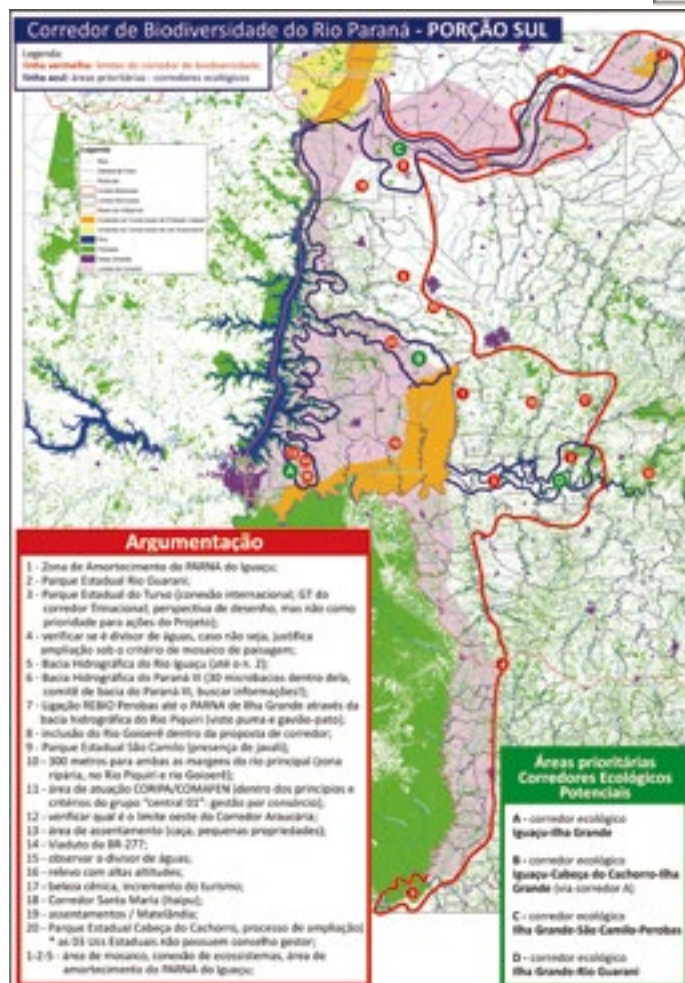 Corredor de Biodiversidade do Rio Paraná - PORÇÃO SUL
Legenda:
linha vermelha: limites do corredor de biodiversidade;
linha azul: áreas prioritárias - corredores ecológicos
Legenda
C
A
D
Argumentação
1 - Zona de Amortecimento do PARNA do Iguaçu;
2 - Parque Estadual Rio Guarani;
3 - Parque Estadual do Turvo (conexão internacional; GT do
corredor Trinacional; perspectiva de desenho, mas não como
prioridade para ações do Projeto);
4 - verificar se é divisor de águas, caso não seja, justifica
ampliação sob o critério de mosaico de paisagem;
5 - Bacia Hidrográfica do Rio Iguaçu (até o n. 2);
6 - Bacia Hidrográfica do Paraná III (30 microbacias dentro dela,
comitê de bacia do Paraná III, buscar informações!);
7 - Ligação REBIO Perobas até o PARNA de Ilha Grande através da
bacia hidrográfica do Rio Piquiri (visto puma e gavião-pato);
8 - inclusão do Rio Goioerê dentro da proposta de corredor;
9 - Parque Estadual São Camilo (presença de javali);
10 - 300 metros para ambas as margens do rio principal (zona
ripária, no Rio Piquiri e rio Goioerê);
11 - área de atuação CORIPA/COMAFEN (dentro dos princípios e
critérios do grupo "central 01": gestão por consórcio);
12 - verificar qual é o limite oeste do Corredor Araucária;
13 - área de assentamento (caça, pequenas propriedades);
14 - Viaduto da BR-277;
15 - observar o divisor de águas;
16 - relevo com altas altitudes;
17 - beleza cênica, incremento do turismo;
18 - Corredor Santa Maria (Itaipu);
19 - assentamentos / Matelândia;
20 - Parque Estadual Cabeça do Cachorro, processo de ampliação;
* as 03 UCs Estaduais não possuem conselho gestor;
1-2-5 - área de mosaico, conexão de ecossistemas, área de
amortecimento do PARNA do Iguaçu;
Áreas prioritárias
Corredores Ecológicos
Potenciais
A - corredor ecológico
Iguaçu-Ilha Grande
B - corredor ecológico
Iguaçu-Cabeça do Cachorro-Ilha
Grande (via corredor A)
C - corredor ecológico
Ilha Grande-São Camilo-Perobas
D - corredor ecológico
Ilha Grande-Rio Guarani